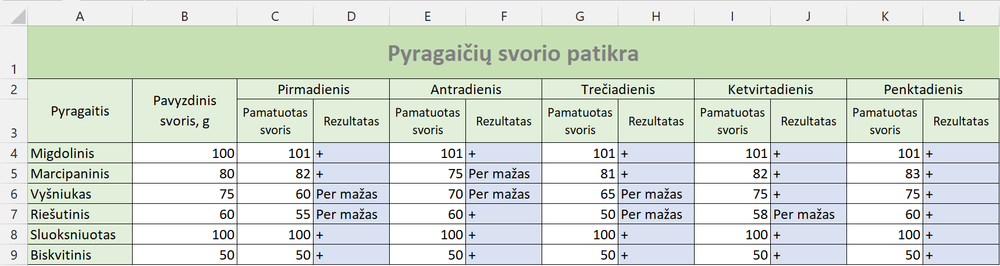 A B C D E F G H I J K L
1 Pyragaičių svorio patikra
2 Pyragaitis Pavyzdinis svoris, g Pirmadienis Antradienis Trečiadienis Ketvirtadienis Penktadienis
3 Pamatuotas svoris Rezultatas Pamatuotas svoris Rezultatas Pamatuotas svoris Rezultatas Pamatuotas svoris Rezultatas Pamatuotas svoris Rezultatas
4 Migdolinis 100 101 + 101 + 101 + 101 + 101 +
5 Marcipaninis 80 82 + 75 Per mažas 81 + 82 + 83 +
6 Vyšniukas 75 60 Per mažas 70 Per mažas 65 Per mažas 75 + 75 +
7 Riešutinis 60 55 Per mažas 60 + 50 Per mažas 58 Per mažas 60 +
8 Sluoksniuotas 100 100 + 100 + 100 + 100 + 100 +
9 Biskvitinis 50 50 + 50 + 50 + 50 + 50 +